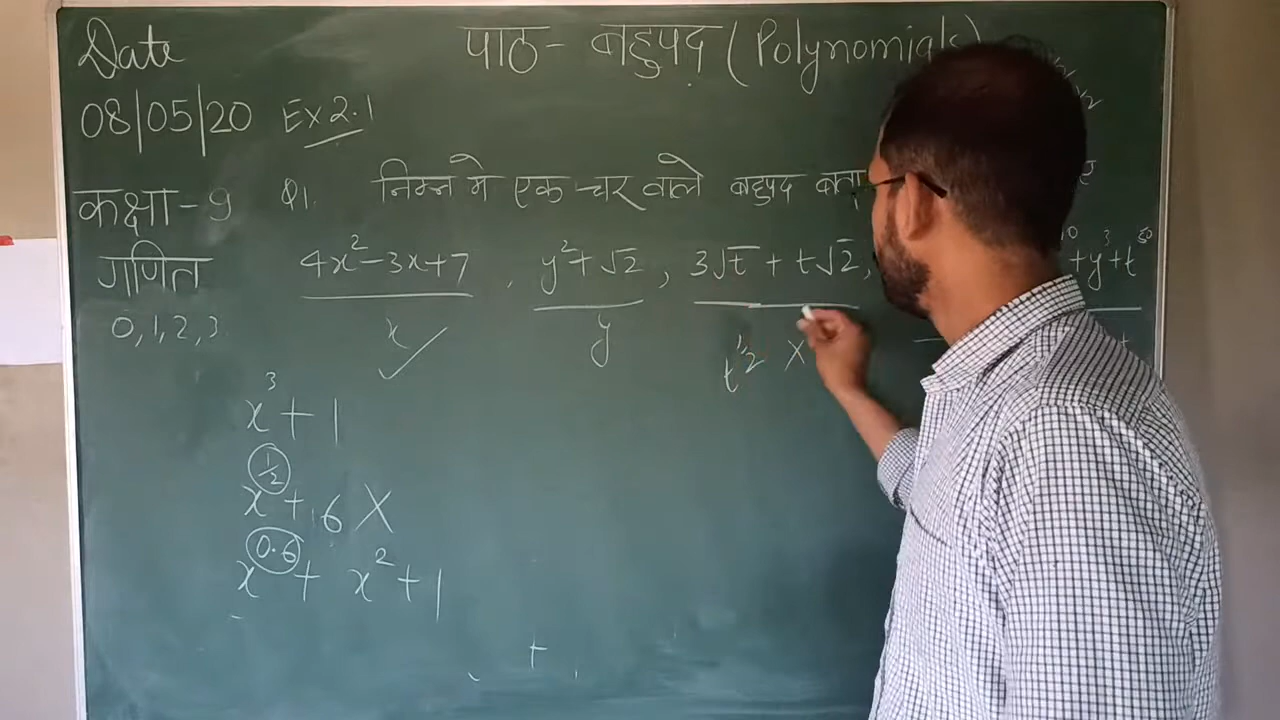 Date पाठ- बहुपद (Polynomials)
08/05/20 Ex 2.1
कक्षा-9 Q1. निम्न मे एक चर वाले बहुपद
गणित 4x²-3x+7, y²+√2, 3√t + t√2, +y³+t⁵⁰
0,1,2,3 x ✓ y t^1/2 X t
x³+1
x^1/2+6 X
x^0.6+ x²+1
+